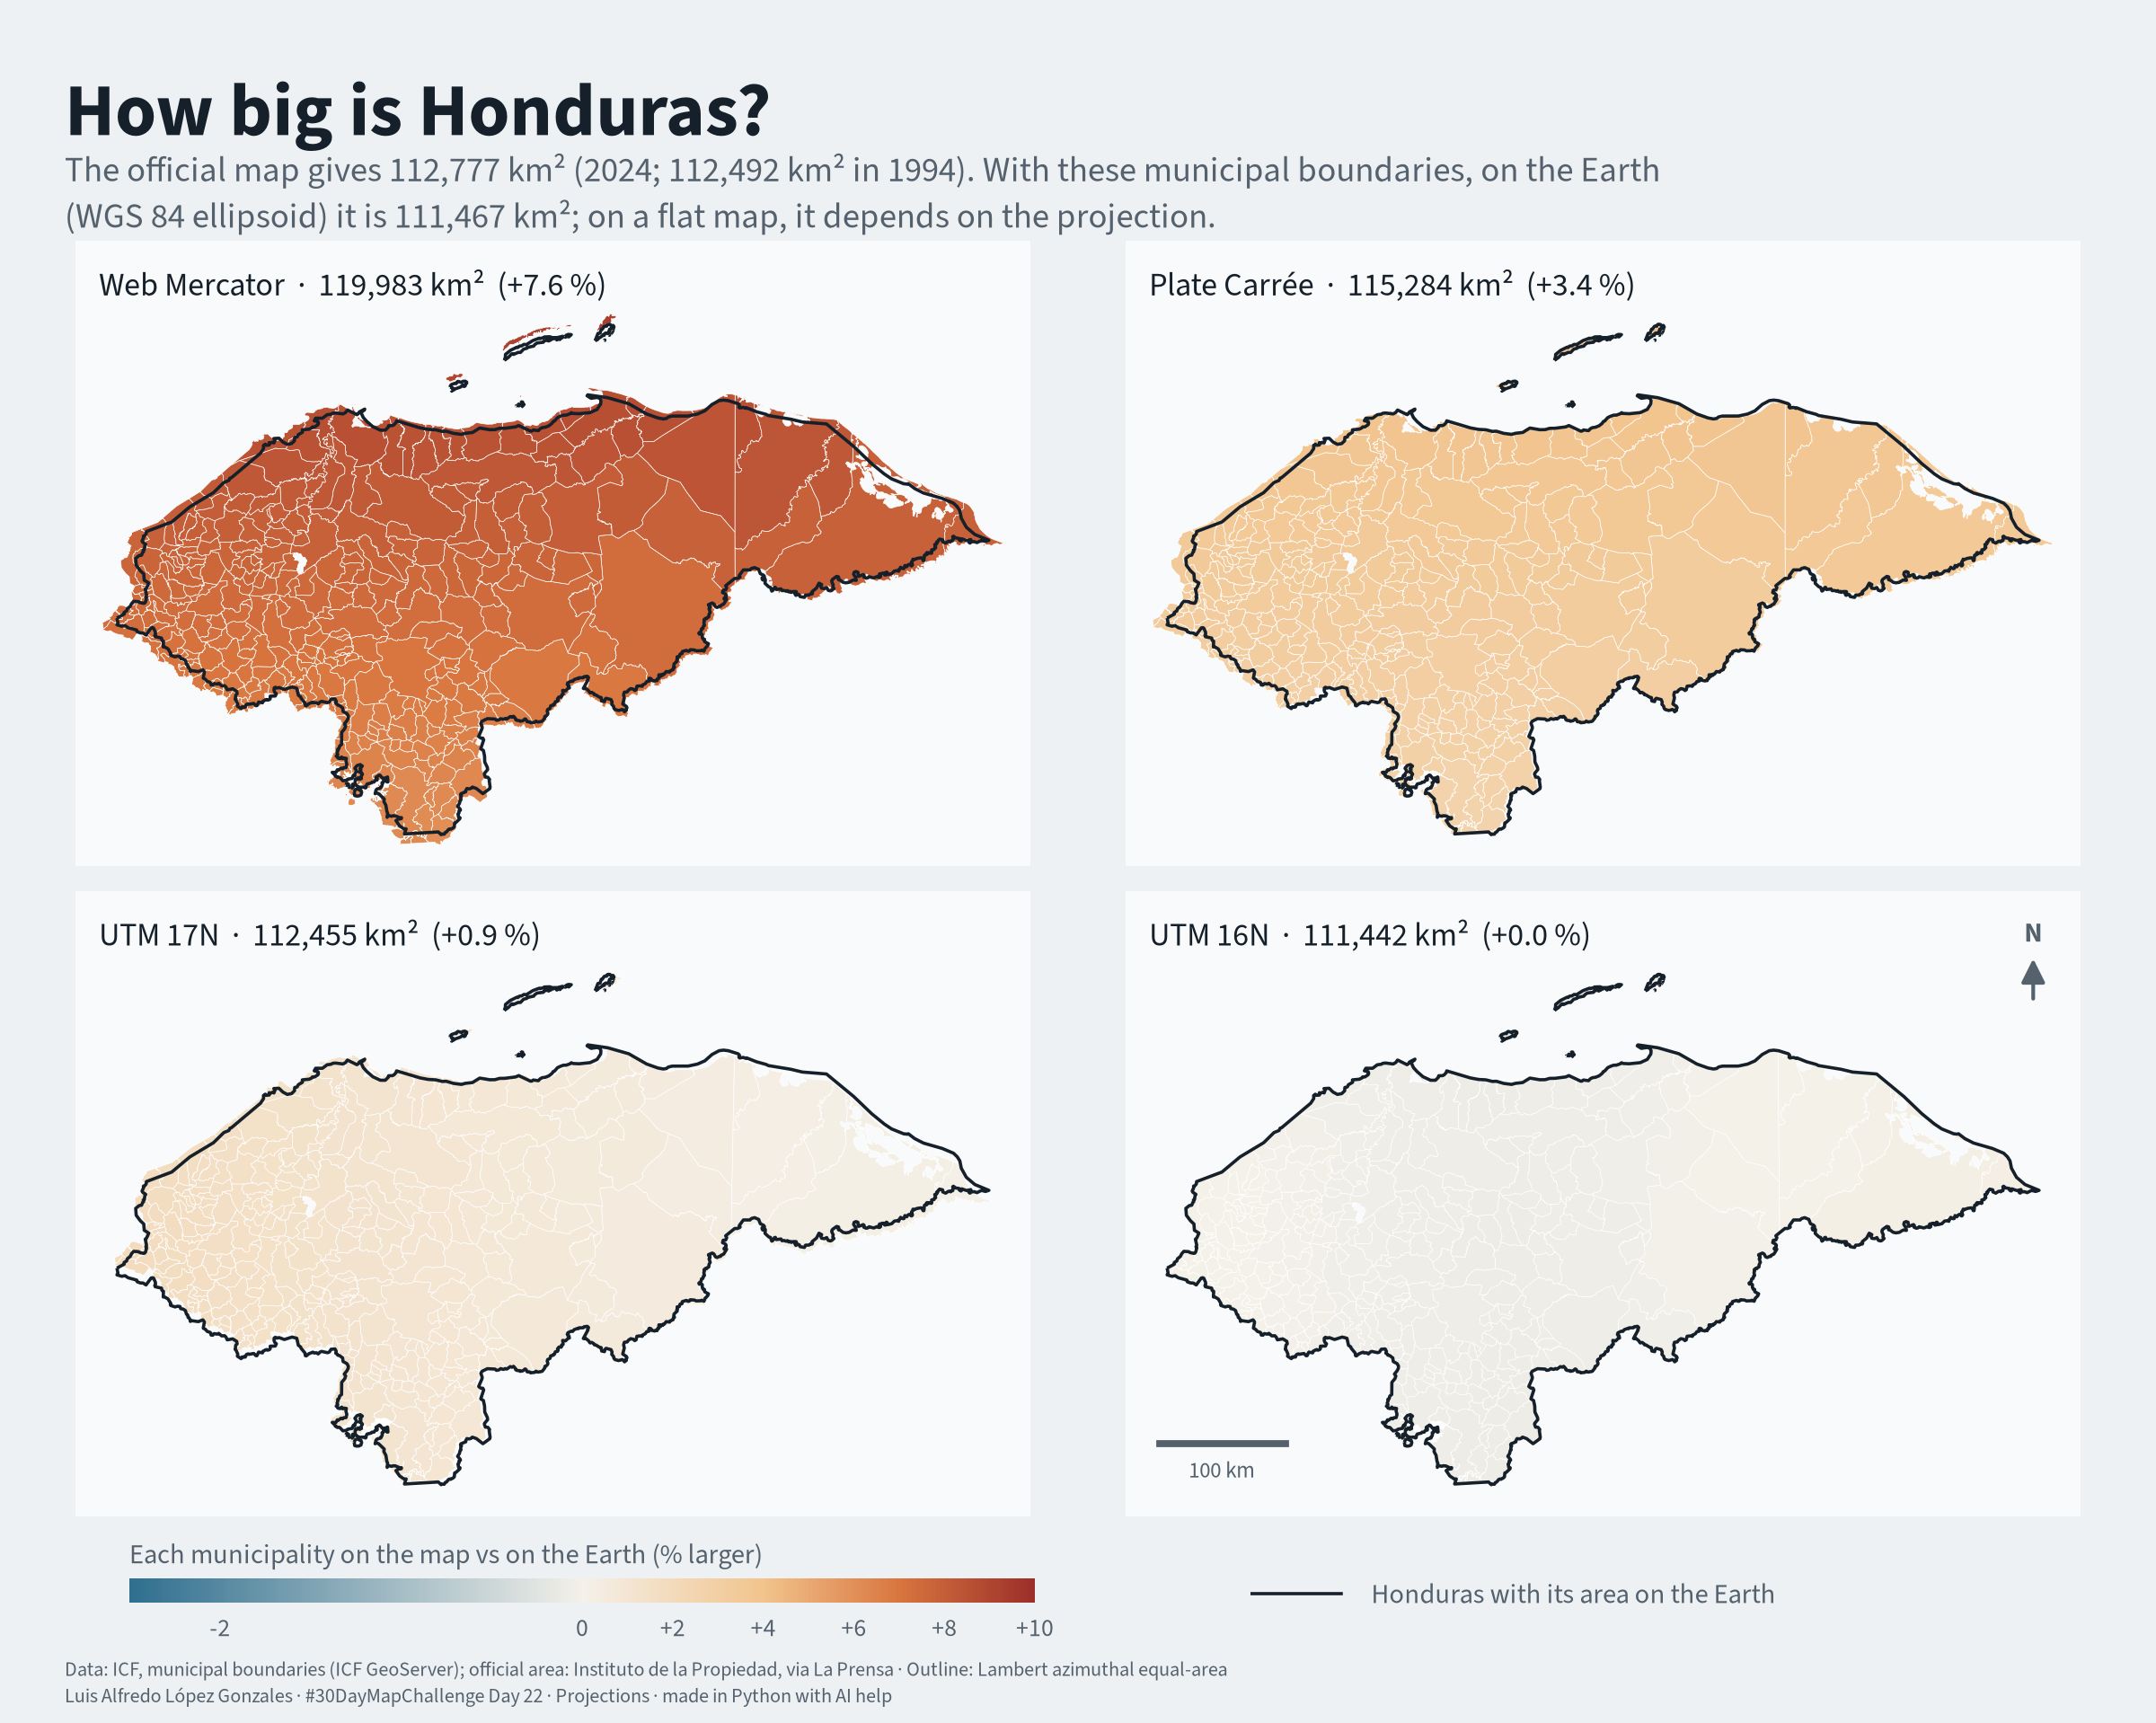 How big is Honduras?
The official map gives 112,777 km² (2024; 112,492 km² in 1994). With these municipal boundaries, on the Earth
(WGS 84 ellipsoid) it is 111,467 km²; on a flat map, it depends on the projection.
Web Mercator · 119,983 km² (+7.6 %)
Plate Carrée · 115,284 km² (+3.4 %)
UTM 17N · 112,455 km² (+0.9 %)
UTM 16N · 111,442 km² (+0.0 %)
N
100 km
Each municipality on the map vs on the Earth (% larger)
-2 0 +2 +4 +6 +8 +10
Honduras with its area on the Earth
Data: ICF, municipal boundaries (ICF GeoServer); official area: Instituto de la Propiedad, via La Prensa · Outline: Lambert azimuthal equal-area
Luis Alfredo López Gonzales · #30DayMapChallenge Day 22 · Projections · made in Python with AI help